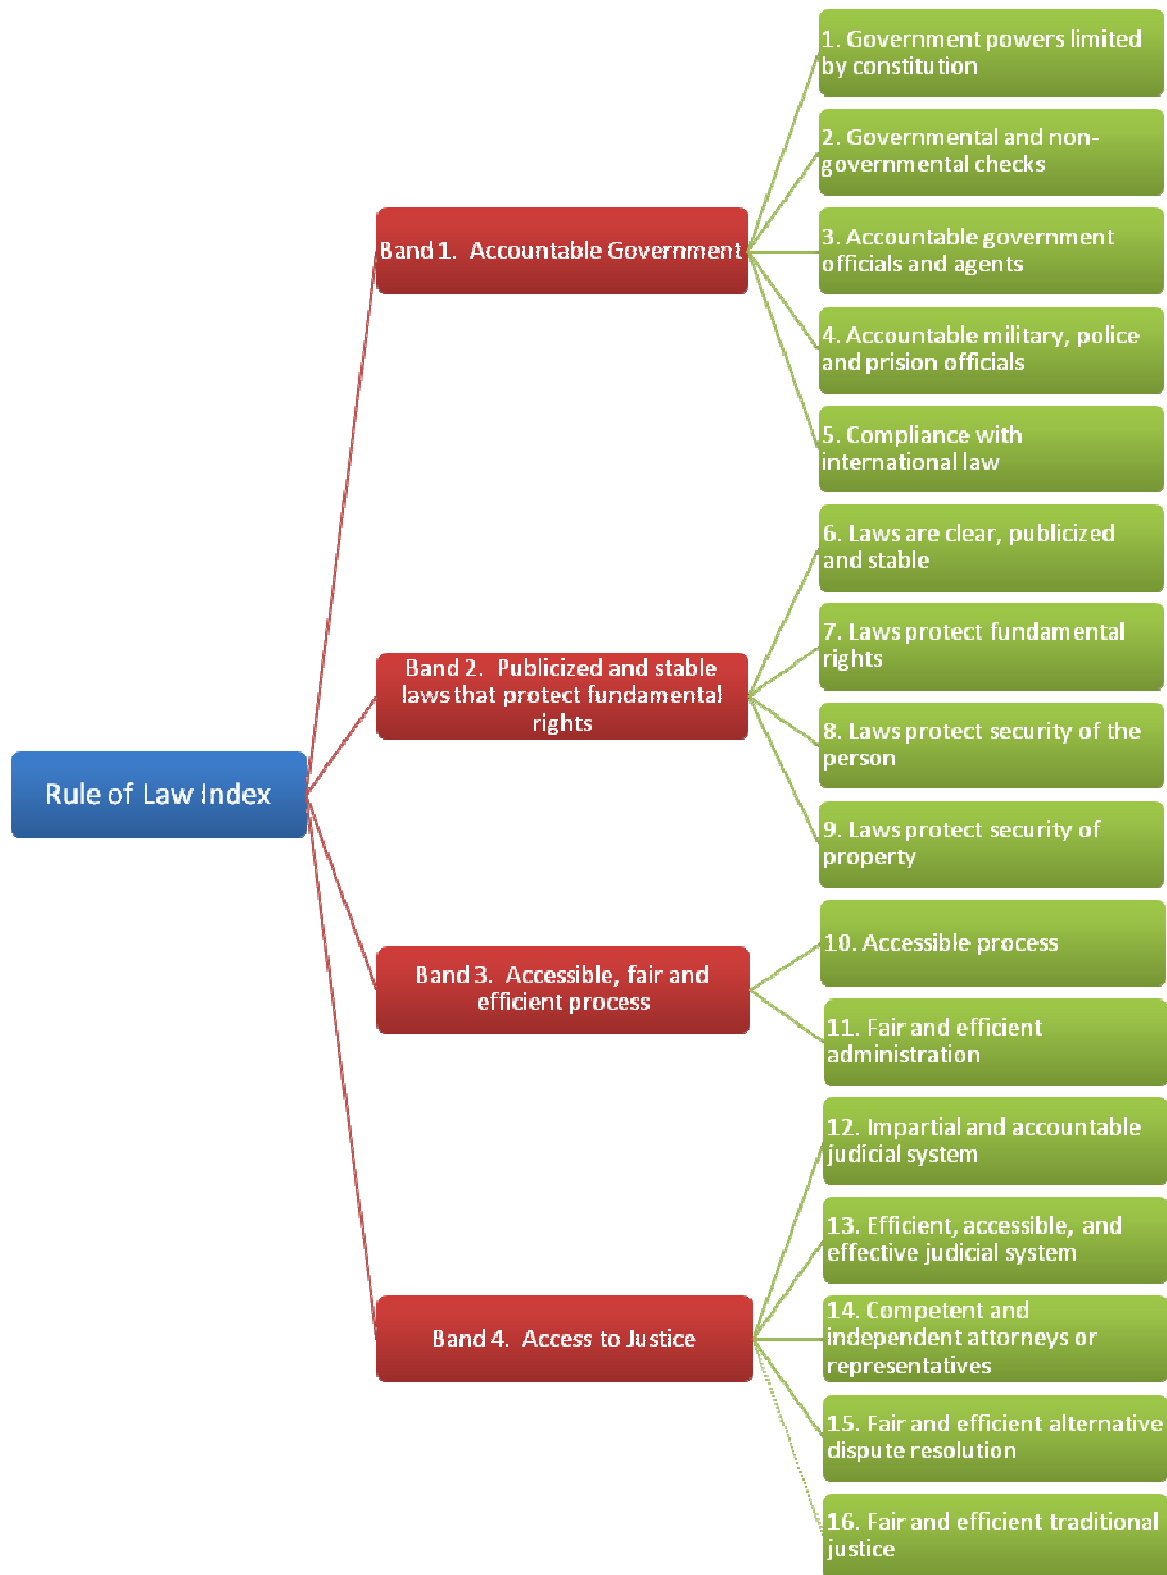 1. Government powers limited
by constitution
2. Governmental and non-
governmental checks
Band 1.  Accountable Government
3. Accountable government
officials and agents
4. Accountable military, police
and prision officials
5. Compliance with
international law
6. Laws are clear, publicized
and stable
7. Laws protect fundamental
rights
Band 2.  Publicized and stable
laws that protect fundamental
rights
8. Laws protect security of the
person
Rule of Law Index
9. Laws protect security of
property
10. Accessible process
Band 3.  Accessible, fair and
efficient process
11. Fair and efficient
administration
12. Impartial and accountable
judicial system
13. Efficient, accessible, and
effective judicial system
Band 4.  Access to Justice
14. Competent and
independent attorneys or
representatives
15. Fair and efficient alternative
dispute resolution
16. Fair and efficient traditional
justice